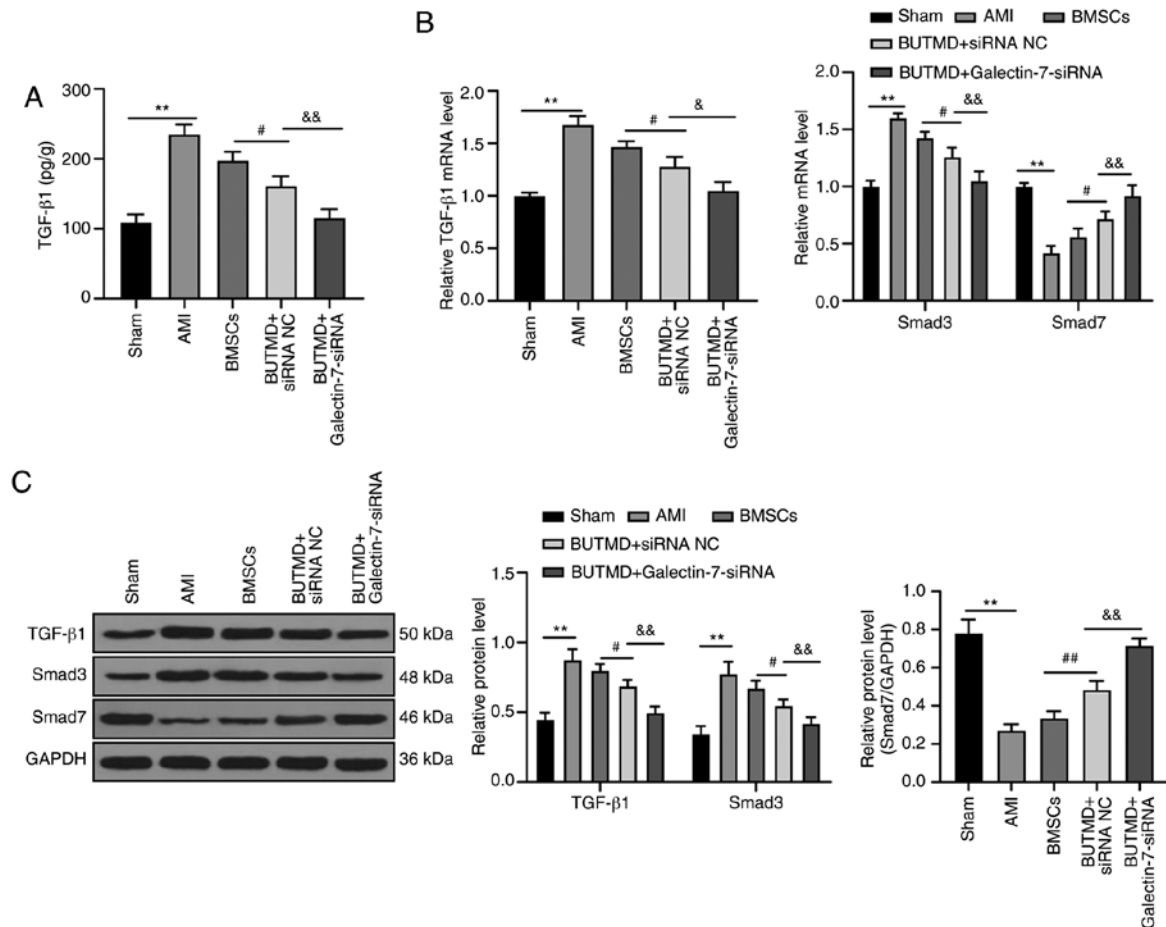 A
TGF-β1 (pg/g)
300
200
100
0
**
#
&&
Sham
AMI
BMSCs
BUTMD+
siRNA NC
BUTMD+
Galectin-7-siRNA
B
Relative TGF-β1 mRNA level
2.0
1.5
1.0
0.5
0.0
**
#
&
Sham
AMI
BMSCs
BUTMD+
siRNA NC
BUTMD+
Galectin-7-siRNA
Sham AMI BMSCs
BUTMD+siRNA NC
BUTMD+Galectin-7-siRNA
Relative mRNA level
2.0
1.5
1.0
0.5
0.0
**
#
&&
**
#
&&
Smad3 Smad7
C
Sham
AMI
BMSCs
BUTMD+
siRNA NC
BUTMD+
Galectin-7-siRNA
TGF-β1 50 kDa
Smad3 48 kDa
Smad7 46 kDa
GAPDH 36 kDa
Sham AMI BMSCs
BUTMD+siRNA NC
BUTMD+Galectin-7-siRNA
Relative protein level
1.5
1.0
0.5
0.0
**
#
&&
**
#
&&
TGF-β1 Smad3
Relative protein level
(Smad7/GAPDH)
1.0
0.8
0.6
0.4
0.2
0.0
**
##
&&
Sham
AMI
BMSCs
BUTMD+
siRNA NC
BUTMD+
Galectin-7-siRNA